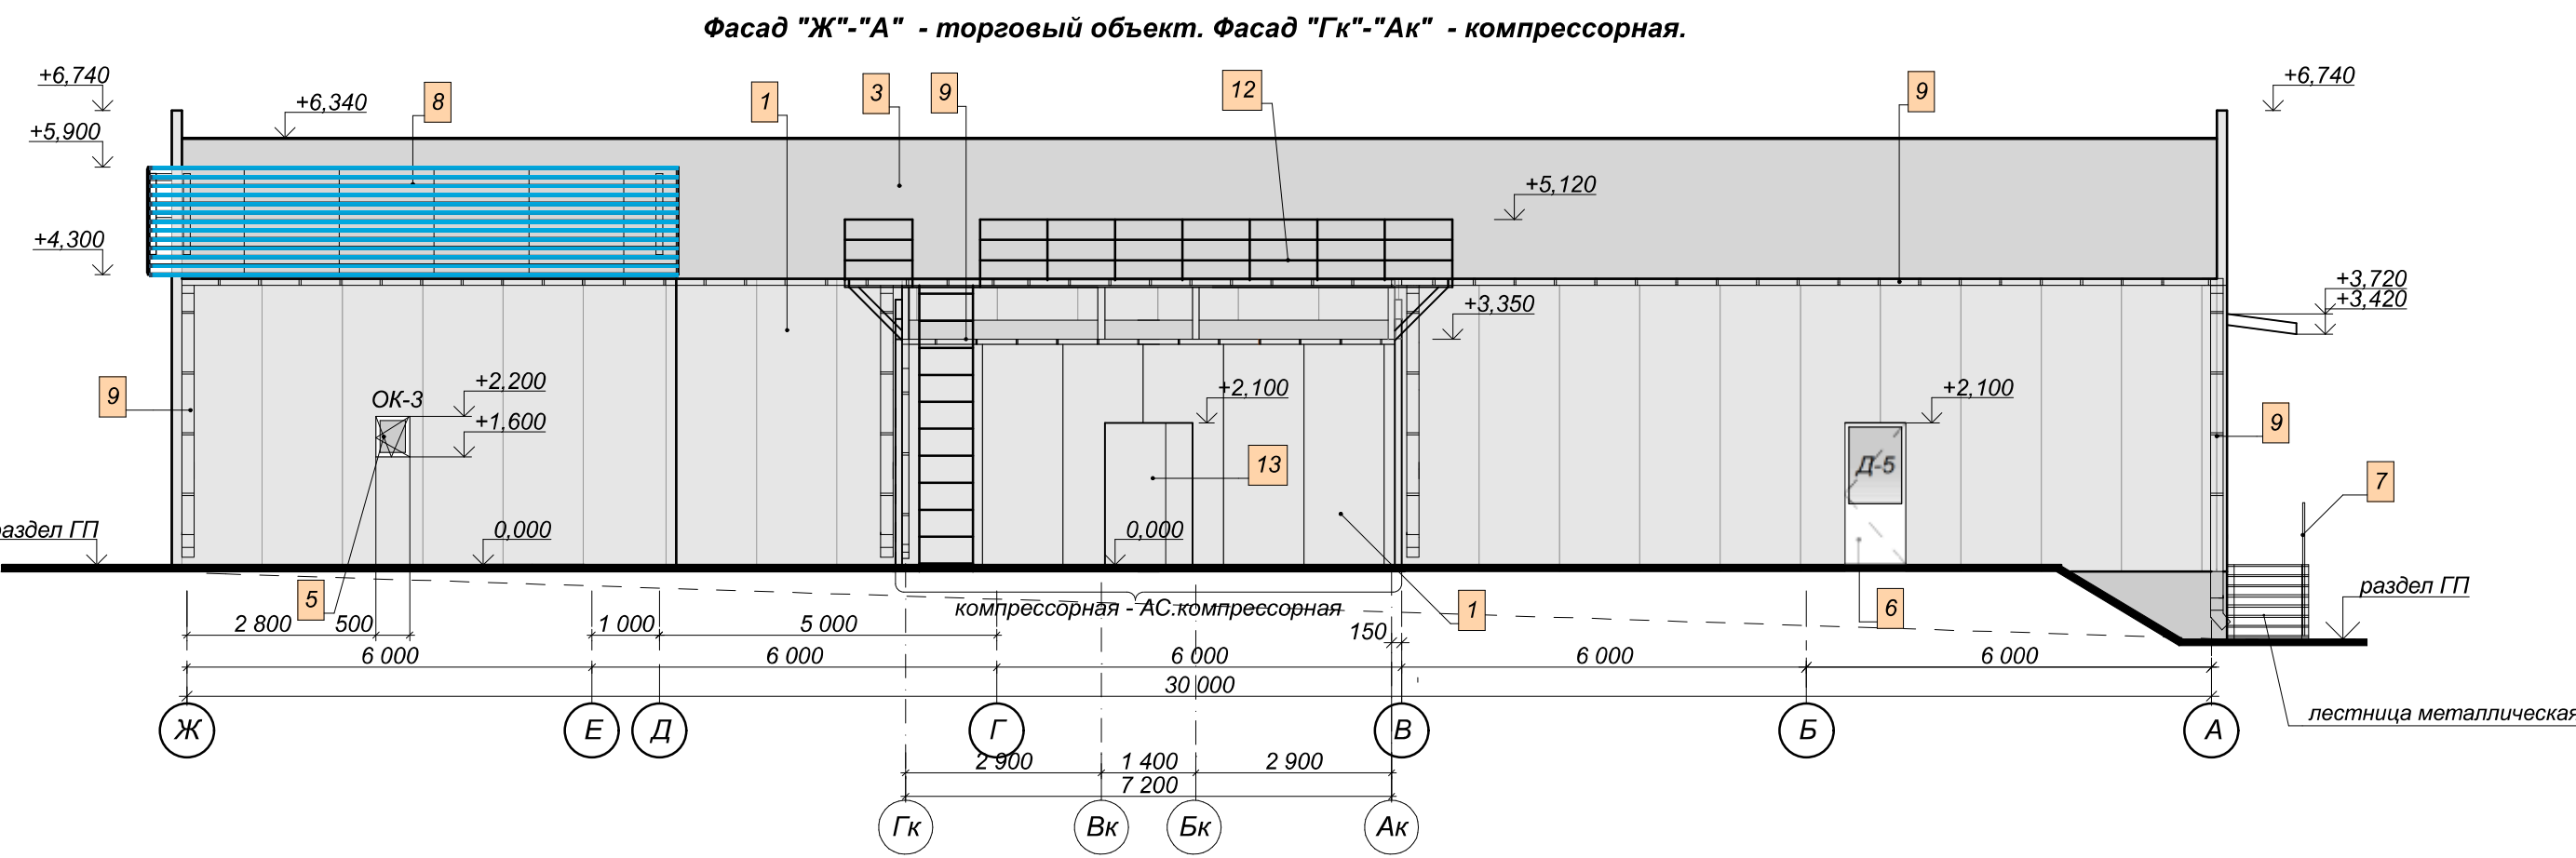 Фасад "Ж"-"А" - торговый объект. Фасад "Гк"-"Ак" - компрессорная.
+6,740
+6,340
8
1
3
9
12
9
+6,740
+5,900
+5,120
+4,300
+3,720
+3,420
+3,350
9
ОК-3
+2,200
+1,600
+2,100
+2,100
9
13
Д-5
7
раздел ГП
0,000
0,000
5
компрессорная - АС.компрессорная
1
6
раздел ГП
2 800
500
1 000
5 000
150
6 000
6 000
6 000
6 000
6 000
30 000
лестница металлическая
Ж
Е
Д
Г
В
Б
А
2 900
1 400
2 900
7 200
Гк
Вк
Бк
Ак